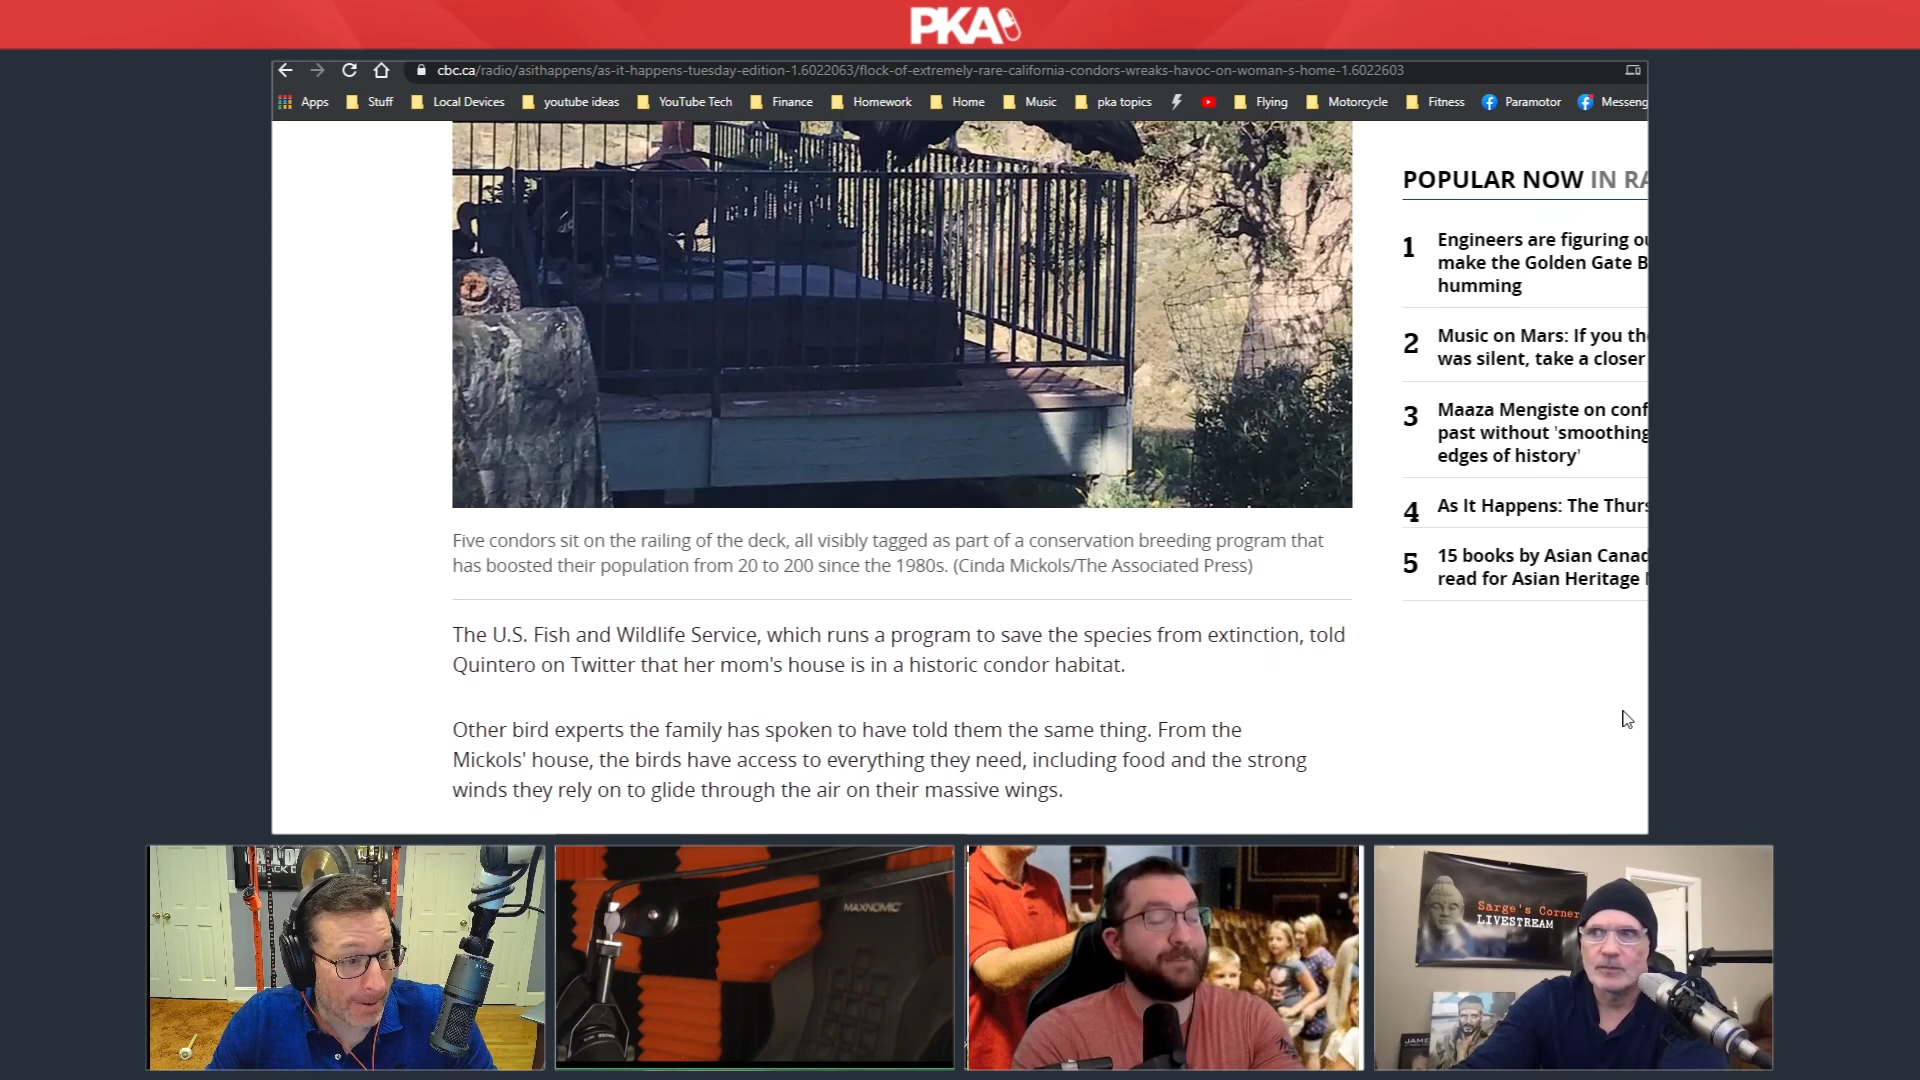 PKA
cbc.ca/radio/asithappens/as-it-happens-tuesday-edition-1.6022063/flock-of-extremely-rare-california-condors-wreaks-havoc-on-woman-s-home-1.6022603
Apps Stuff Local Devices youtube ideas YouTube Tech Finance Homework Home Music pka topics Flying Motorcycle Fitness Paramotor Messeng
POPULAR NOW IN RA
1 Engineers are figuring ou
make the Golden Gate B
humming
2 Music on Mars: If you th
was silent, take a closer
3 Maaza Mengiste on conf
past without 'smoothing
edges of history'
4 As It Happens: The Thurs
5 15 books by Asian Canad
read for Asian Heritage
Five condors sit on the railing of the deck, all visibly tagged as part of a conservation breeding program that
has boosted their population from 20 to 200 since the 1980s. (Cinda Mickols/The Associated Press)
The U.S. Fish and Wildlife Service, which runs a program to save the species from extinction, told
Quintero on Twitter that her mom's house is in a historic condor habitat.
Other bird experts the family has spoken to have told them the same thing. From the
Mickols' house, the birds have access to everything they need, including food and the strong
winds they rely on to glide through the air on their massive wings.
MAXNOMIC
Sarge's Corner
LIVESTREAM